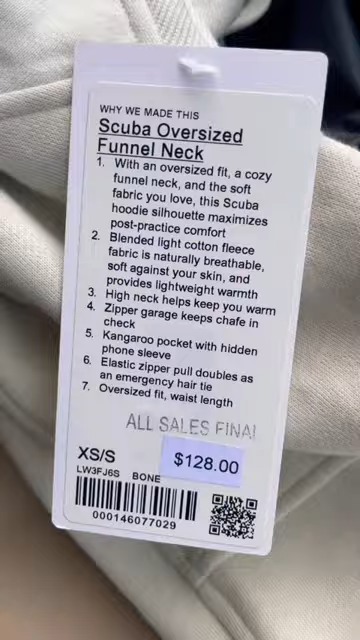 WHY WE MADE THIS
Scuba Oversized
Funnel Neck
1. With an oversized fit, a cozy
funnel neck, and the soft
fabric you love, this Scuba
hoodie silhouette maximizes
post-practice comfort
2. Blended light cotton fleece
fabric is naturally breathable,
soft against your skin, and
provides lightweight warmth
3. High neck helps keep you warm
4. Zipper garage keeps chafe in
check
5. Kangaroo pocket with hidden
phone sleeve
6. Elastic zipper pull doubles as
an emergency hair tie
7. Oversized fit, waist length
ALL SALES FINAL
XS/S
$128.00
LW3FJ6S BONE
000146077029